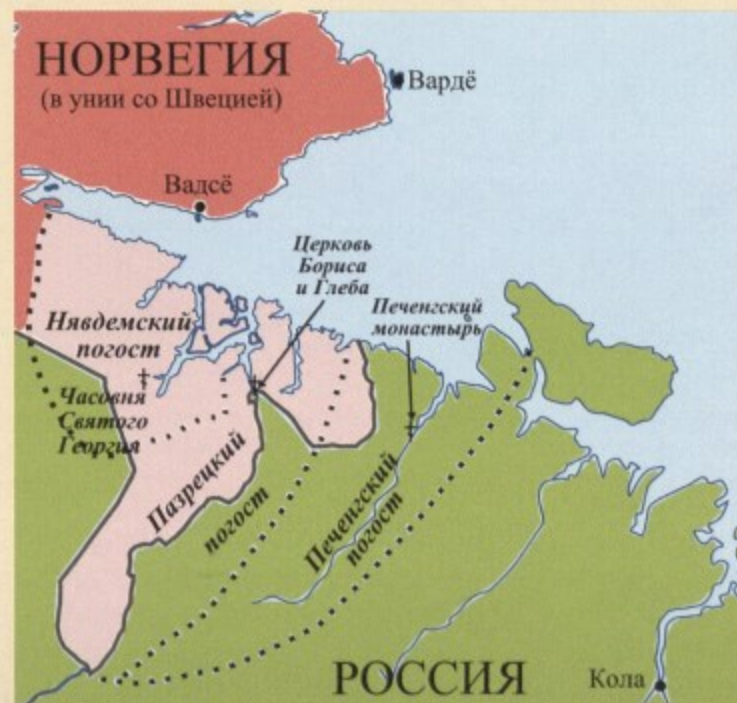 НОРВЕГИЯ
(в унии со Швецией)
Вардё
Вадсё
Церковь
Бориса
и Глеба
Печенгский
монастырь
Нявдемский
погост
Часовня
Святого
Георгия
Пазрецкий
погост
Печенгский
погост
РОССИЯ
Кола